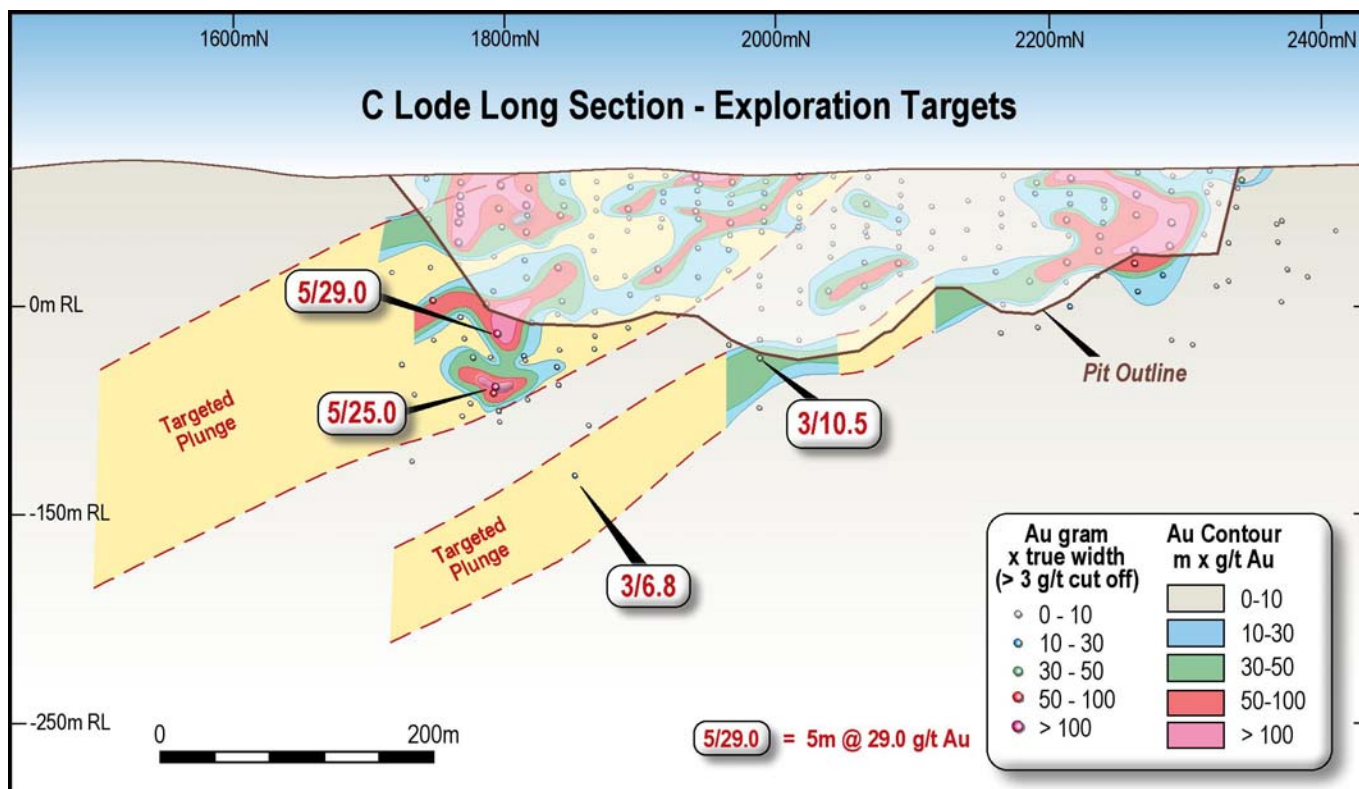 1600mN
1800mN
2000mN
2200mN
2400mN
C Lode Long Section - Exploration Targets
0m RL
5/29.0
Pit Outline
Targeted
Plunge
5/25.0
3/10.5
-150m RL
Targeted
Plunge
3/6.8
-250m RL
0
200m
5/29.0 = 5m @ 29.0 g/t Au
Au gram
x true width
(> 3 g/t cut off)
0 - 10
10 - 30
30 - 50
50 - 100
> 100
Au Contour
m x g/t Au
0-10
10-30
30-50
50-100
> 100